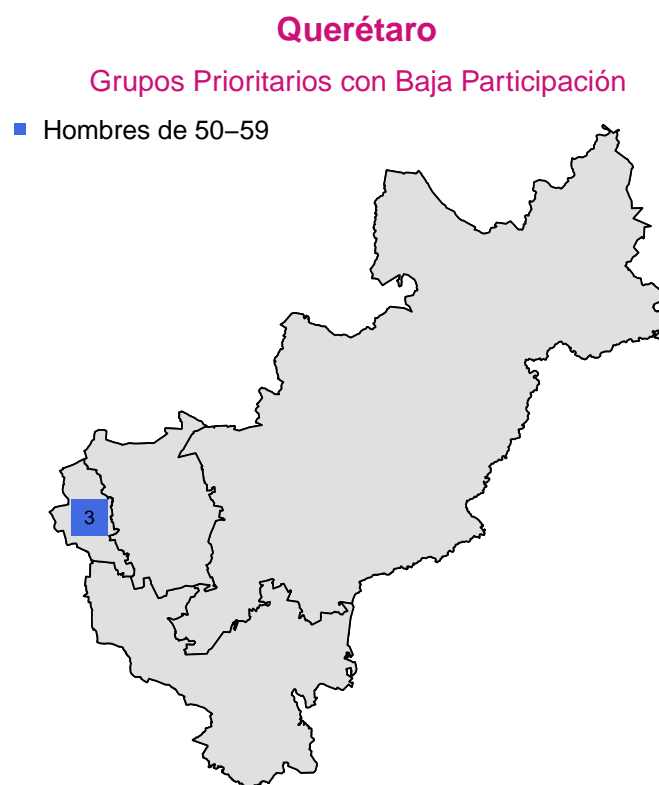 Querétaro
Grupos Prioritarios con Baja Participación
Hombres de 50−59
3